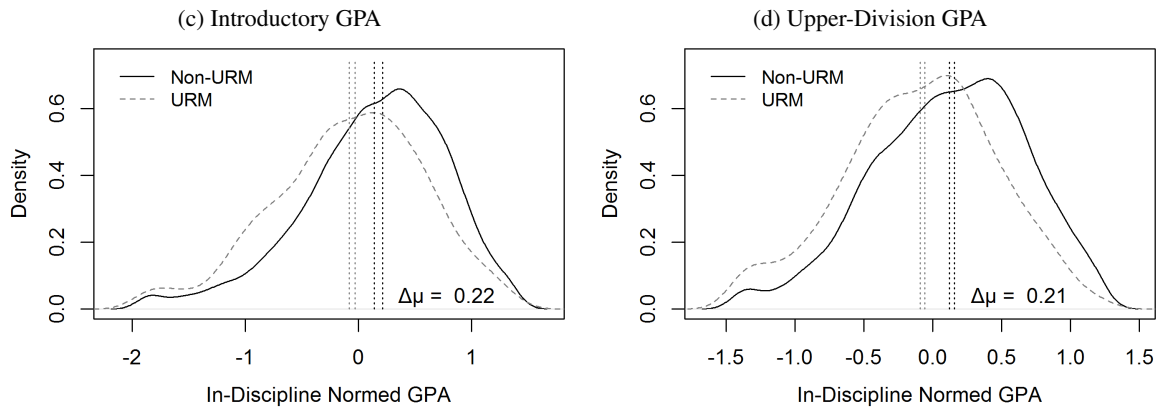 (c) Introductory GPA
Non-URM
URM
Density
0.0 0.2 0.4 0.6
Δμ = 0.22
-2 -1 0 1
In-Discipline Normed GPA
(d) Upper-Division GPA
Non-URM
URM
Density
0.0 0.2 0.4 0.6
Δμ = 0.21
-1.5 -1.0 -0.5 0.0 0.5 1.0 1.5
In-Discipline Normed GPA